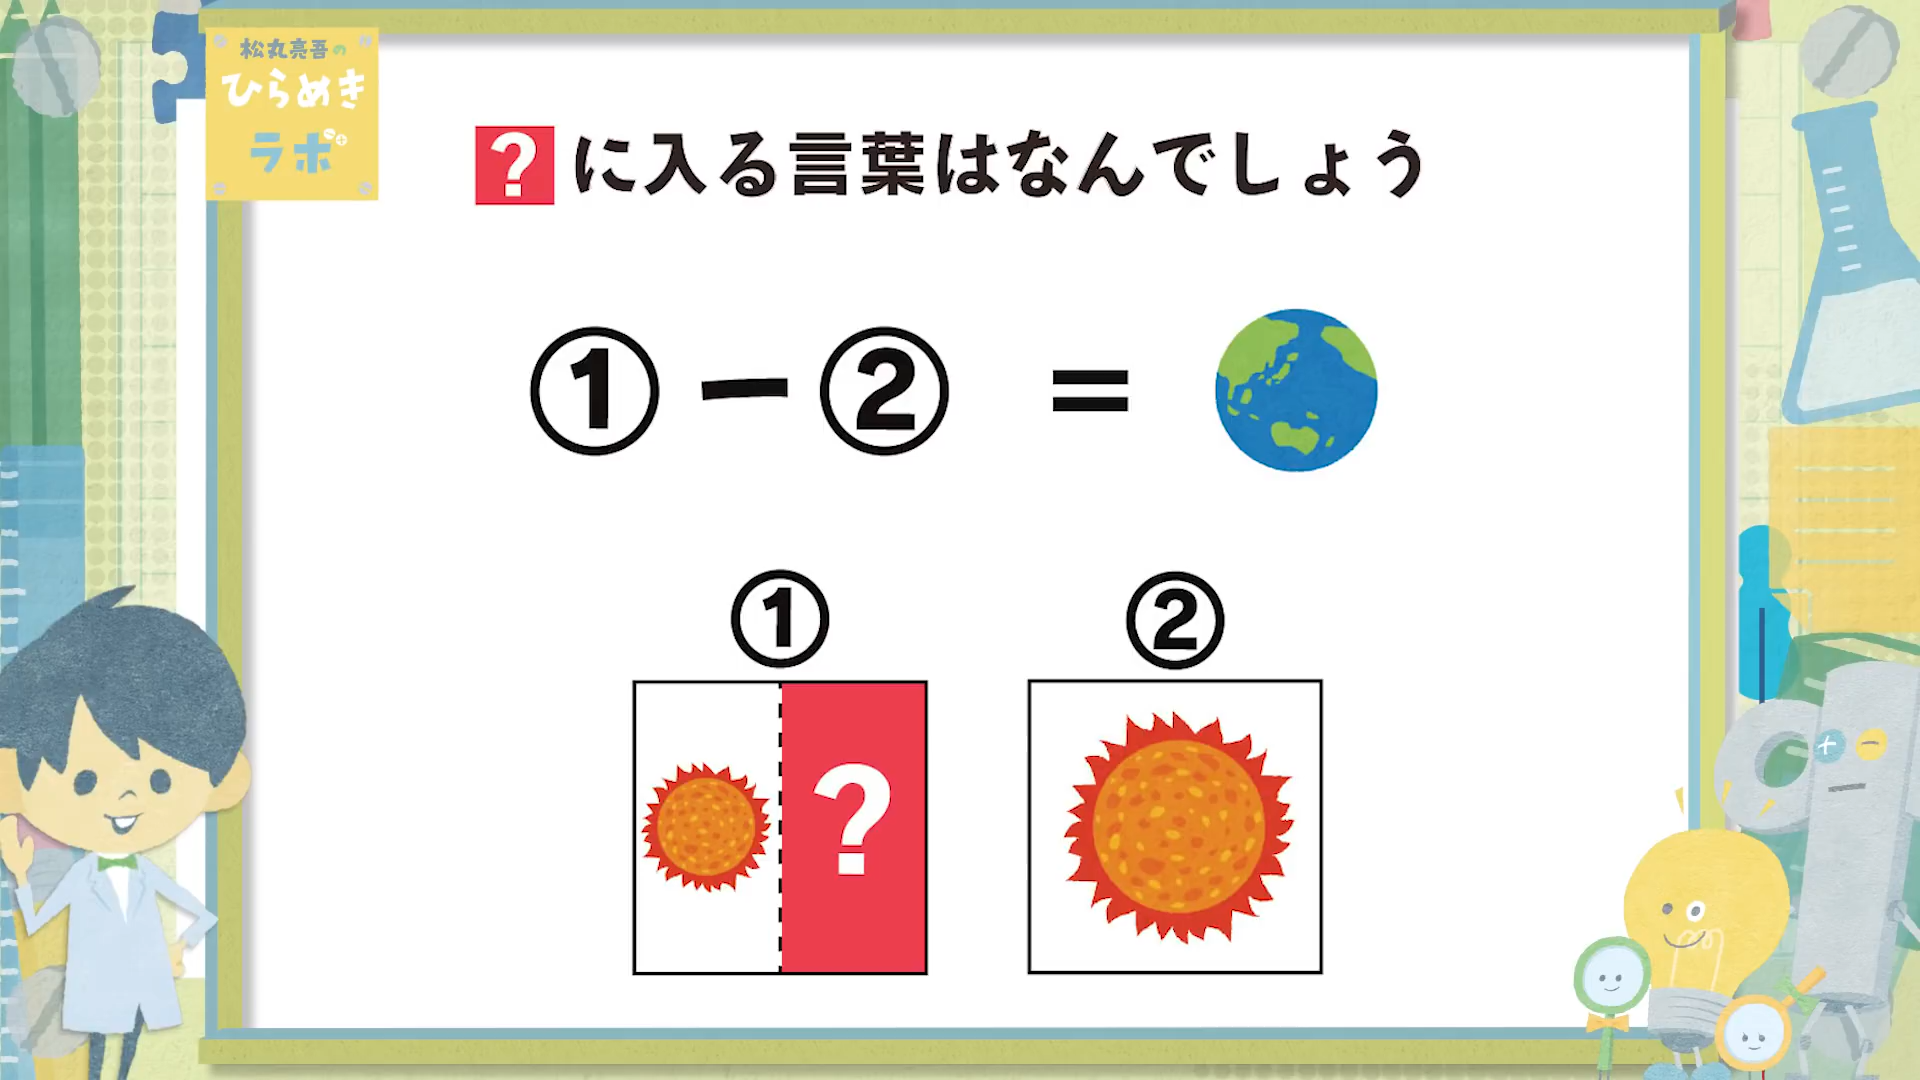 松丸亮吾の
ひらめき
ラボ
?に入る言葉はなんでしょう
①−②=
① ②
?